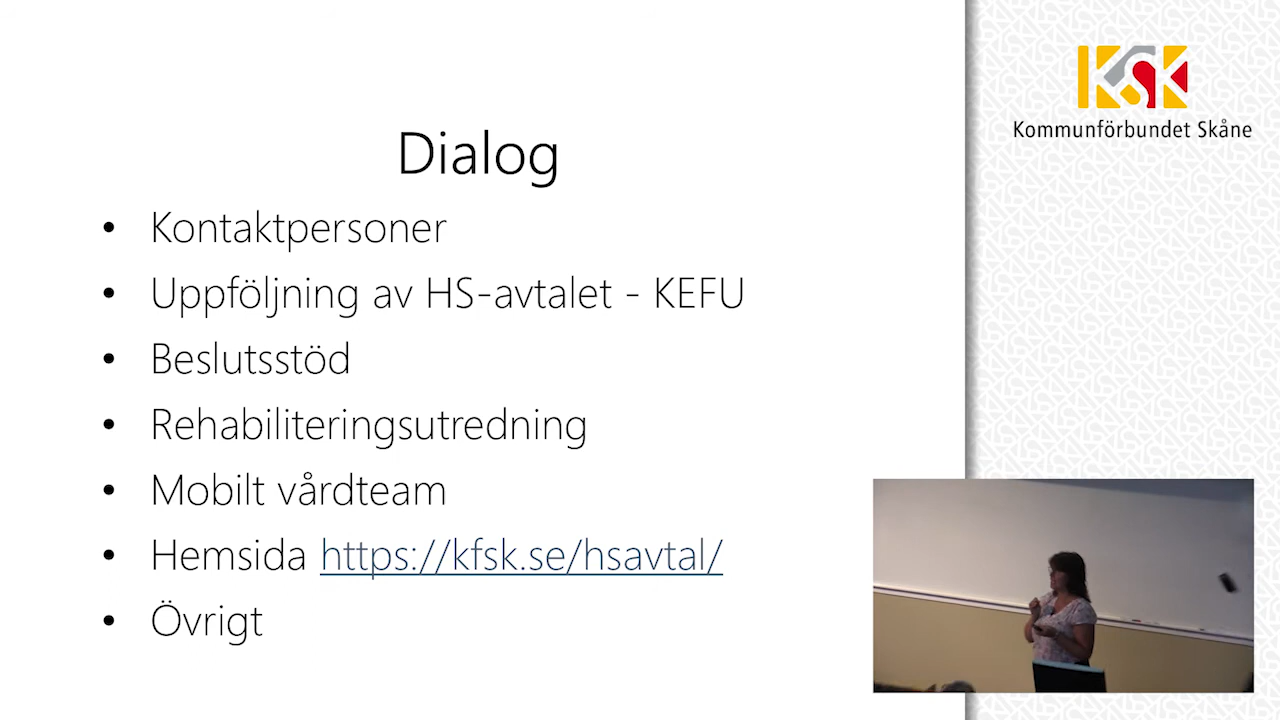 KSK
Kommunförbundet Skåne
Dialog
• Kontaktpersoner
• Uppföljning av HS-avtalet - KEFU
• Beslutsstöd
• Rehabiliteringsutredning
• Mobilt vårdteam
• Hemsida https://kfsk.se/hsavtal/
• Övrigt